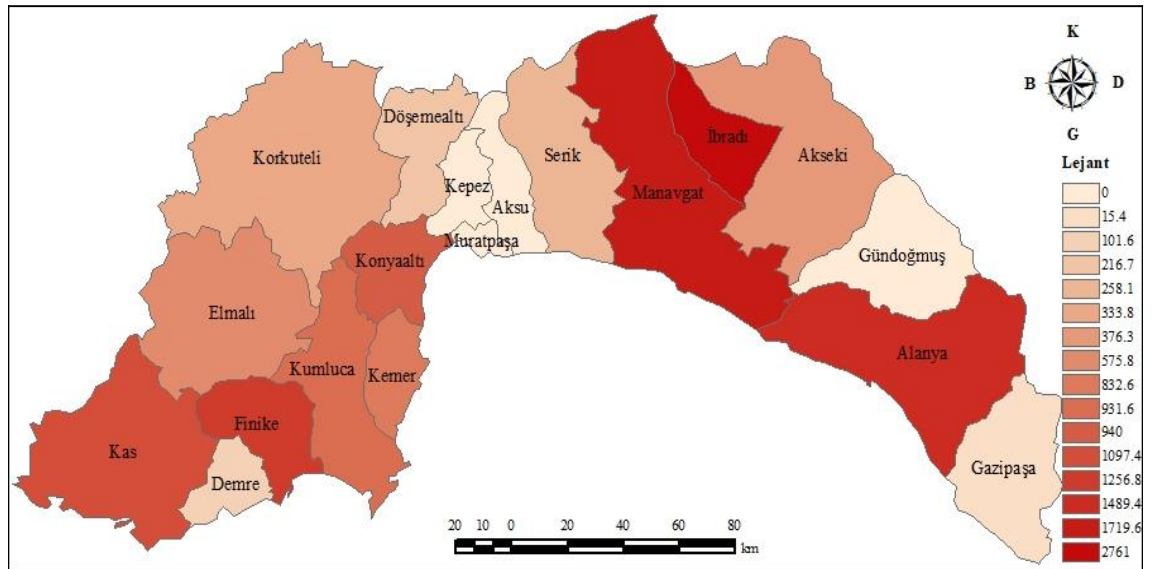 K
B D
G
Lejant
0
15.4
101.6
216.7
258.1
333.8
376.3
575.8
832.6
931.6
940
1097.4
1256.8
1489.4
1719.6
2761
Döşemealtı
Korkuteli
Serik
İbradı
Akseki
Kepez
Manavgat
Aksu
Muratpaşa
Gündoğmuş
Konyaaltı
Elmalı
Alanya
Kumluca
Kemer
Finike
Kas
Gazipaşa
Demre
20 10 0 20 40 60 80
km